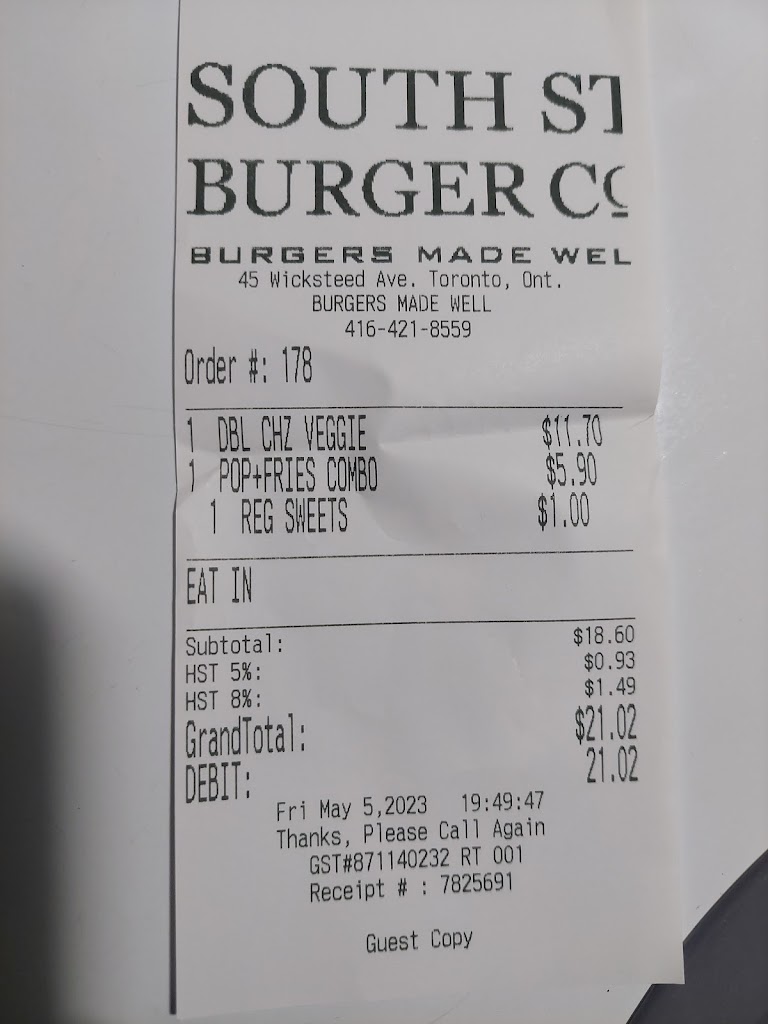 SOUTH ST
BURGER CO
BURGERS MADE WEL
45 Wicksteed Ave. Toronto, Ont.
BURGERS MADE WELL
416-421-8559
Order #: 178
1 DBL CHZ VEGGIE $11.70
1 POP+FRIES COMBO $5.90
1 REG SWEETS $1.00
EAT IN
Subtotal: $18.60
HST 5%: $0.93
HST 8%: $1.49
GrandTotal: $21.02
DEBIT: 21.02
Fri May 5,2023 19:49:47
Thanks, Please Call Again
GST#871140232 RT 001
Receipt # : 7825691
Guest Copy